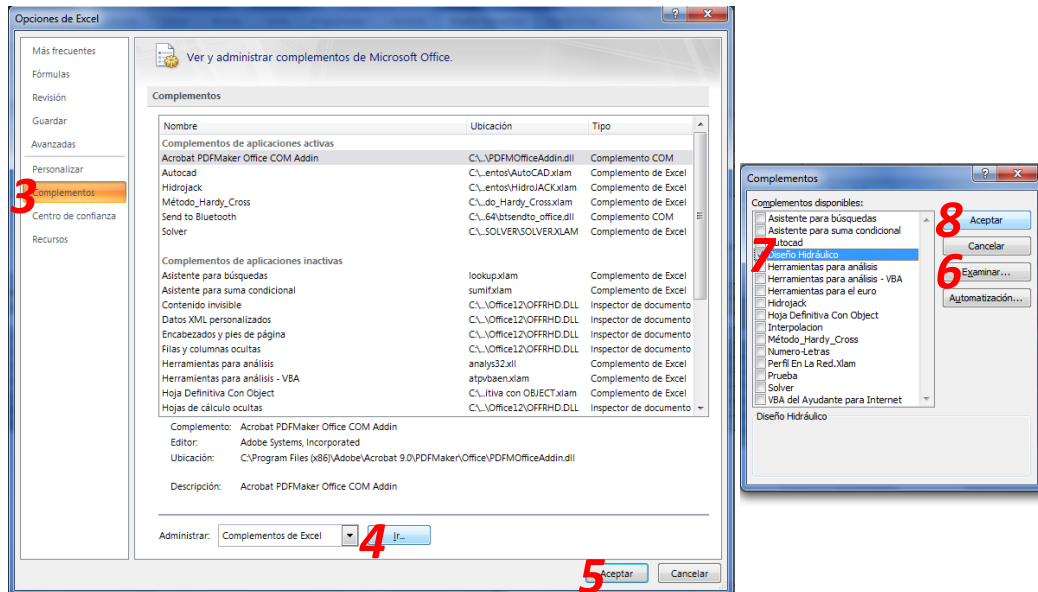 Opciones de Excel
Más frecuentes
Fórmulas
Revisión
Guardar
Avanzadas
Personalizar
3 Complementos
Centro de confianza
Recursos
Ver y administrar complementos de Microsoft Office.
Complementos
Nombre Ubicación Tipo
Complementos de aplicaciones activas
Acrobat PDFMaker Office COM Addin C:\...\PDFMOfficeAddin.dll Complemento COM
Autocad C:\...entos\AutoCAD.xlam Complemento de Excel
Hidrojack C:\...entos\HidroJACK.xlam Complemento de Excel
Método_Hardy_Cross C:\...do_Hardy_Cross.xlam Complemento de Excel
Send to Bluetooth C:\...64\btsendto_office.dll Complemento COM
Solver C:\...SOLVER\SOLVER.XLAM Complemento de Excel
Complementos de aplicaciones inactivas
Asistente para búsquedas lookup.xlam Complemento de Excel
Asistente para suma condicional sumif.xlam Complemento de Excel
Contenido invisible C:\...\Office12\OFFRHD.DLL Inspector de documento
Datos XML personalizados C:\...\Office12\OFFRHD.DLL Inspector de documento
Encabezados y pies de página C:\...\Office12\OFFRHD.DLL Inspector de documento
Filas y columnas ocultas C:\...\Office12\OFFRHD.DLL Inspector de documento
Herramientas para análisis analys32.xll Complemento de Excel
Herramientas para análisis - VBA atpvbaen.xlam Complemento de Excel
Hoja Definitiva Con Object C:\...itiva con OBJECT.xlam Complemento de Excel
Hojas de cálculo ocultas C:\...\Office12\OFFRHD.DLL Inspector de documento
Complemento: Acrobat PDFMaker Office COM Addin
Editor: Adobe Systems, Incorporated
Ubicación: C:\Program Files (x86)\Adobe\Acrobat 9.0\PDFMaker\Office\PDFMOfficeAddin.dll
Descripción: Acrobat PDFMaker Office COM Addin
Administrar: Complementos de Excel 4 Ir...
5 Aceptar Cancelar
Complementos
Complementos disponibles:
Asistente para búsquedas
Asistente para suma condicional
Autocad
7 Diseño Hidráulico
Herramientas para análisis
Herramientas para análisis - VBA
Herramientas para el euro
Hidrojack
Hoja Definitiva Con Object
Interpolacion
Método_Hardy_Cross
Numero-Letras
Perfil En La Red.Xlam
Prueba
Solver
VBA del Ayudante para Internet
8 Aceptar
Cancelar
6 Examinar...
Automatización...
Diseño Hidráulico